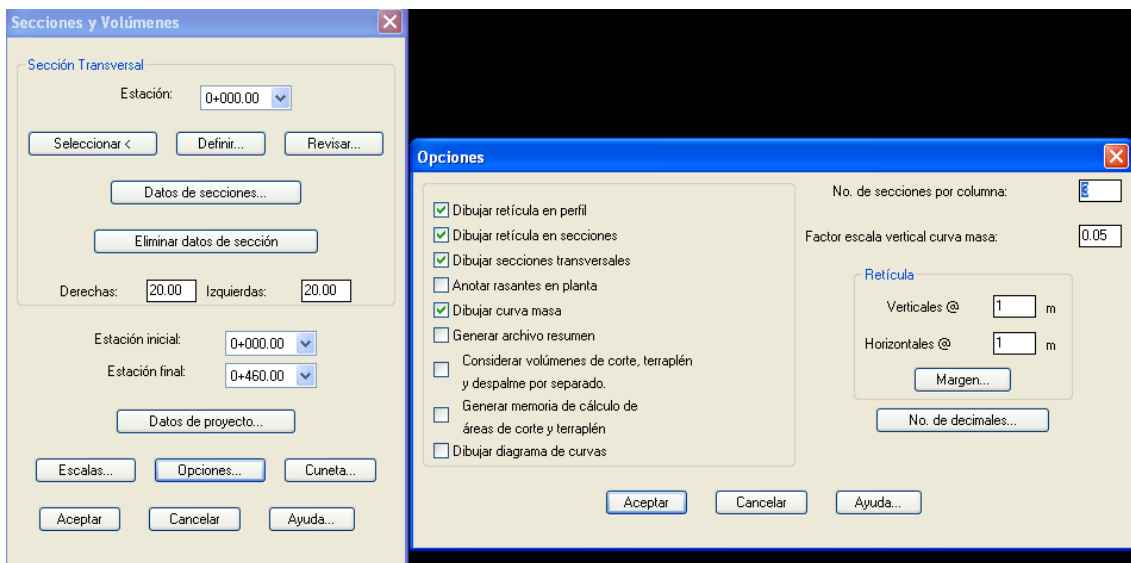 Secciones y Volúmenes
Sección Transversal
Estación: 0+000.00
Seleccionar < Definir... Revisar...
Datos de secciones...
Eliminar datos de sección
Derechas: 20.00 Izquierdas: 20.00
Estación inicial: 0+000.00
Estación final: 0+460.00
Datos de proyecto...
Escalas... Opciones... Cuneta...
Aceptar Cancelar Ayuda...
Opciones
Dibujar retícula en perfil
Dibujar retícula en secciones
Dibujar secciones transversales
Anotar rasantes en planta
Dibujar curva masa
Generar archivo resumen
Considerar volúmenes de corte, terraplén
y despalme por separado.
Generar memoria de cálculo de
áreas de corte y terraplén
Dibujar diagrama de curvas
No. de secciones por columna: 3
Factor escala vertical curva masa: 0.05
Retícula
Verticales @ 1 m
Horizontales @ 1 m
Margen...
No. de decimales...
Aceptar Cancelar Ayuda...